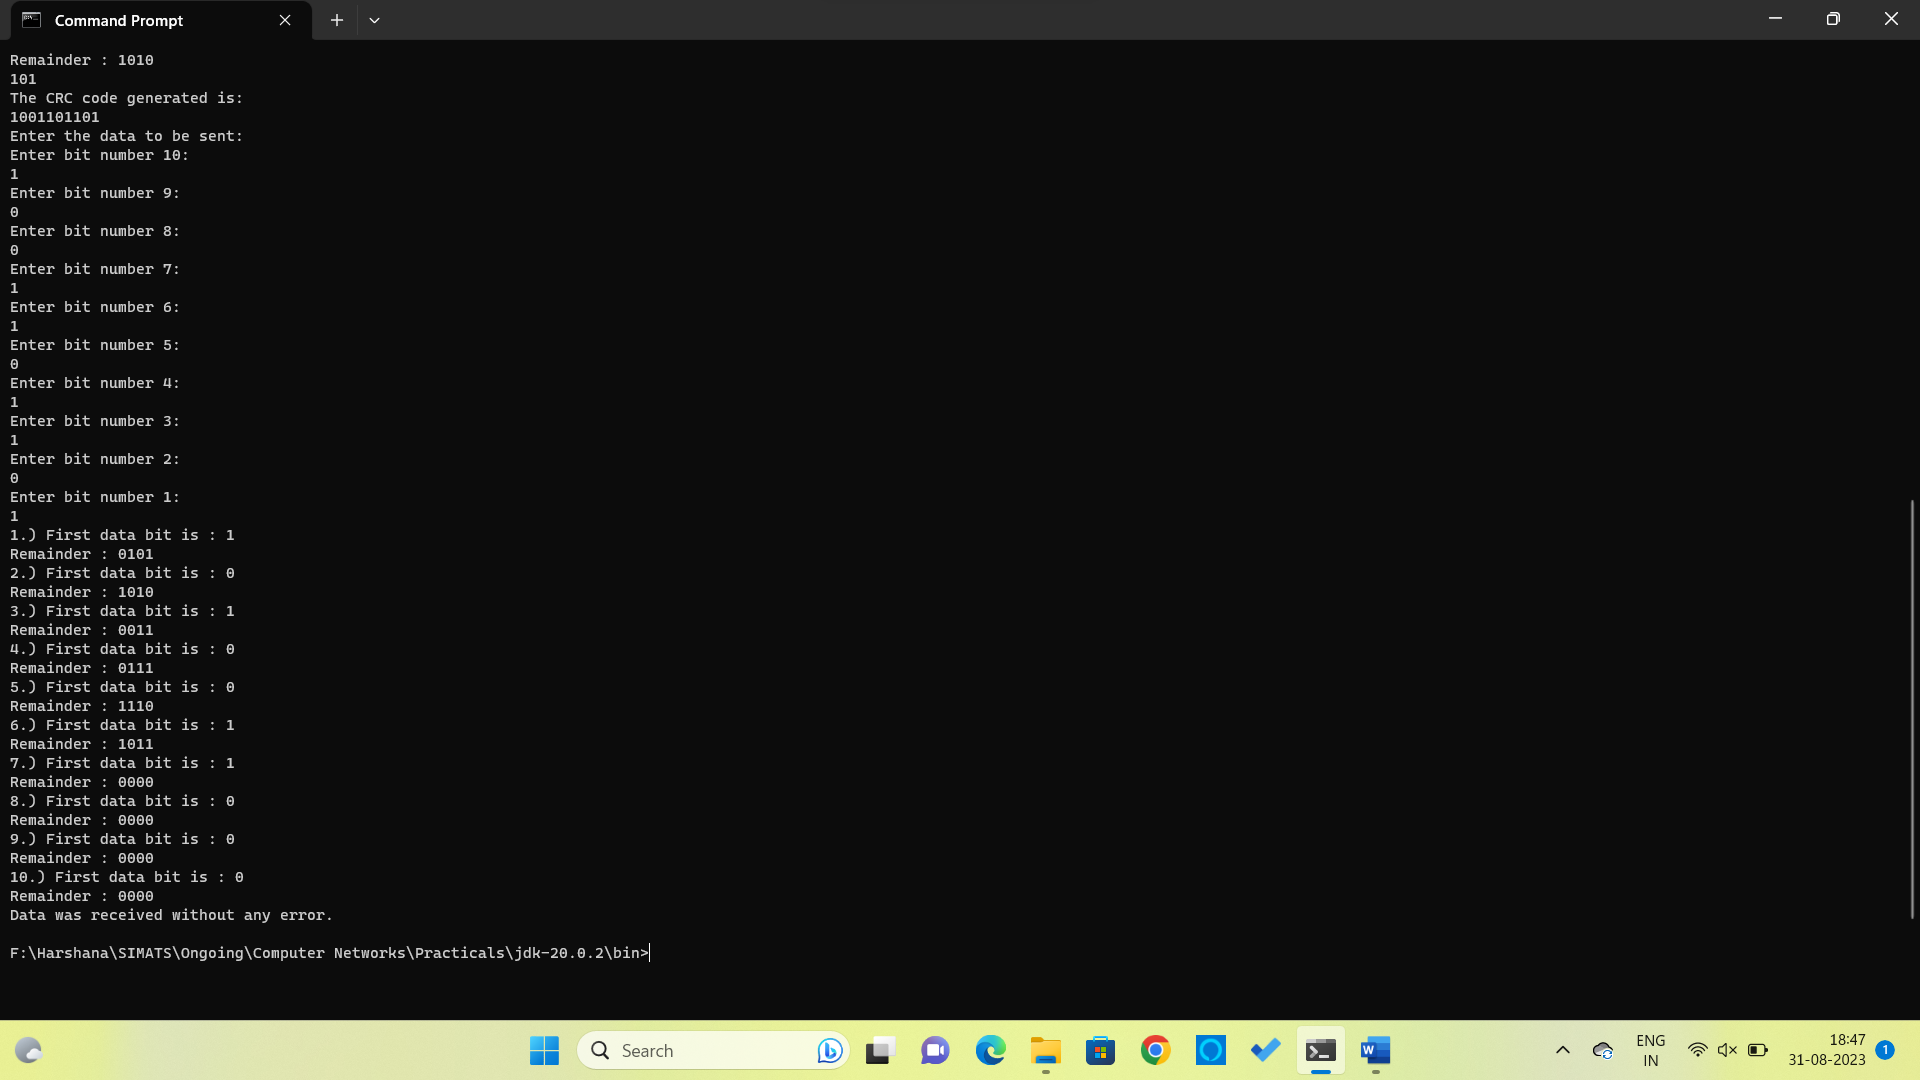 Command Prompt
Remainder : 1010
101
The CRC code generated is:
1001101101
Enter the data to be sent:
Enter bit number 10:
1
Enter bit number 9:
0
Enter bit number 8:
0
Enter bit number 7:
1
Enter bit number 6:
1
Enter bit number 5:
0
Enter bit number 4:
1
Enter bit number 3:
1
Enter bit number 2:
0
Enter bit number 1:
1
1.) First data bit is : 1
Remainder : 0101
2.) First data bit is : 0
Remainder : 1010
3.) First data bit is : 1
Remainder : 0011
4.) First data bit is : 0
Remainder : 0111
5.) First data bit is : 0
Remainder : 1110
6.) First data bit is : 1
Remainder : 1011
7.) First data bit is : 1
Remainder : 0000
8.) First data bit is : 0
Remainder : 0000
9.) First data bit is : 0
Remainder : 0000
10.) First data bit is : 0
Remainder : 0000
Data was received without any error.
F:\Harshana\SIMATS\Ongoing\Computer Networks\Practicals\jdk-20.0.2\bin>
Search
ENG
IN
18:47
31-08-2023
1